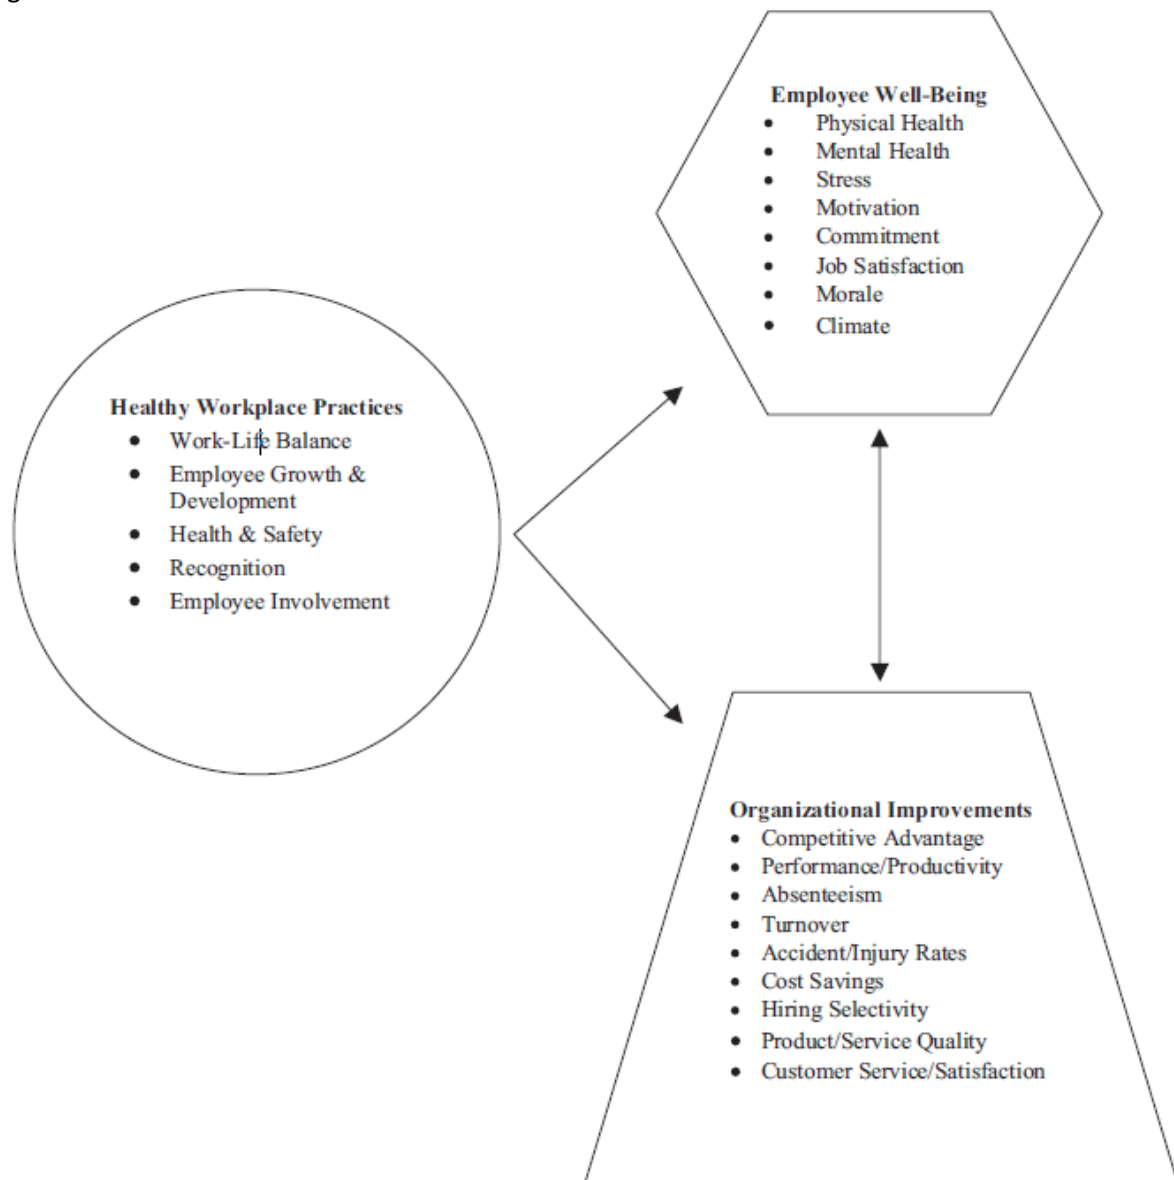 Healthy Workplace Practices
• Work-Life Balance
• Employee Growth &
Development
• Health & Safety
• Recognition
• Employee Involvement
Employee Well-Being
• Physical Health
• Mental Health
• Stress
• Motivation
• Commitment
• Job Satisfaction
• Morale
• Climate
Organizational Improvements
• Competitive Advantage
• Performance/Productivity
• Absenteeism
• Turnover
• Accident/Injury Rates
• Cost Savings
• Hiring Selectivity
• Product/Service Quality
• Customer Service/Satisfaction